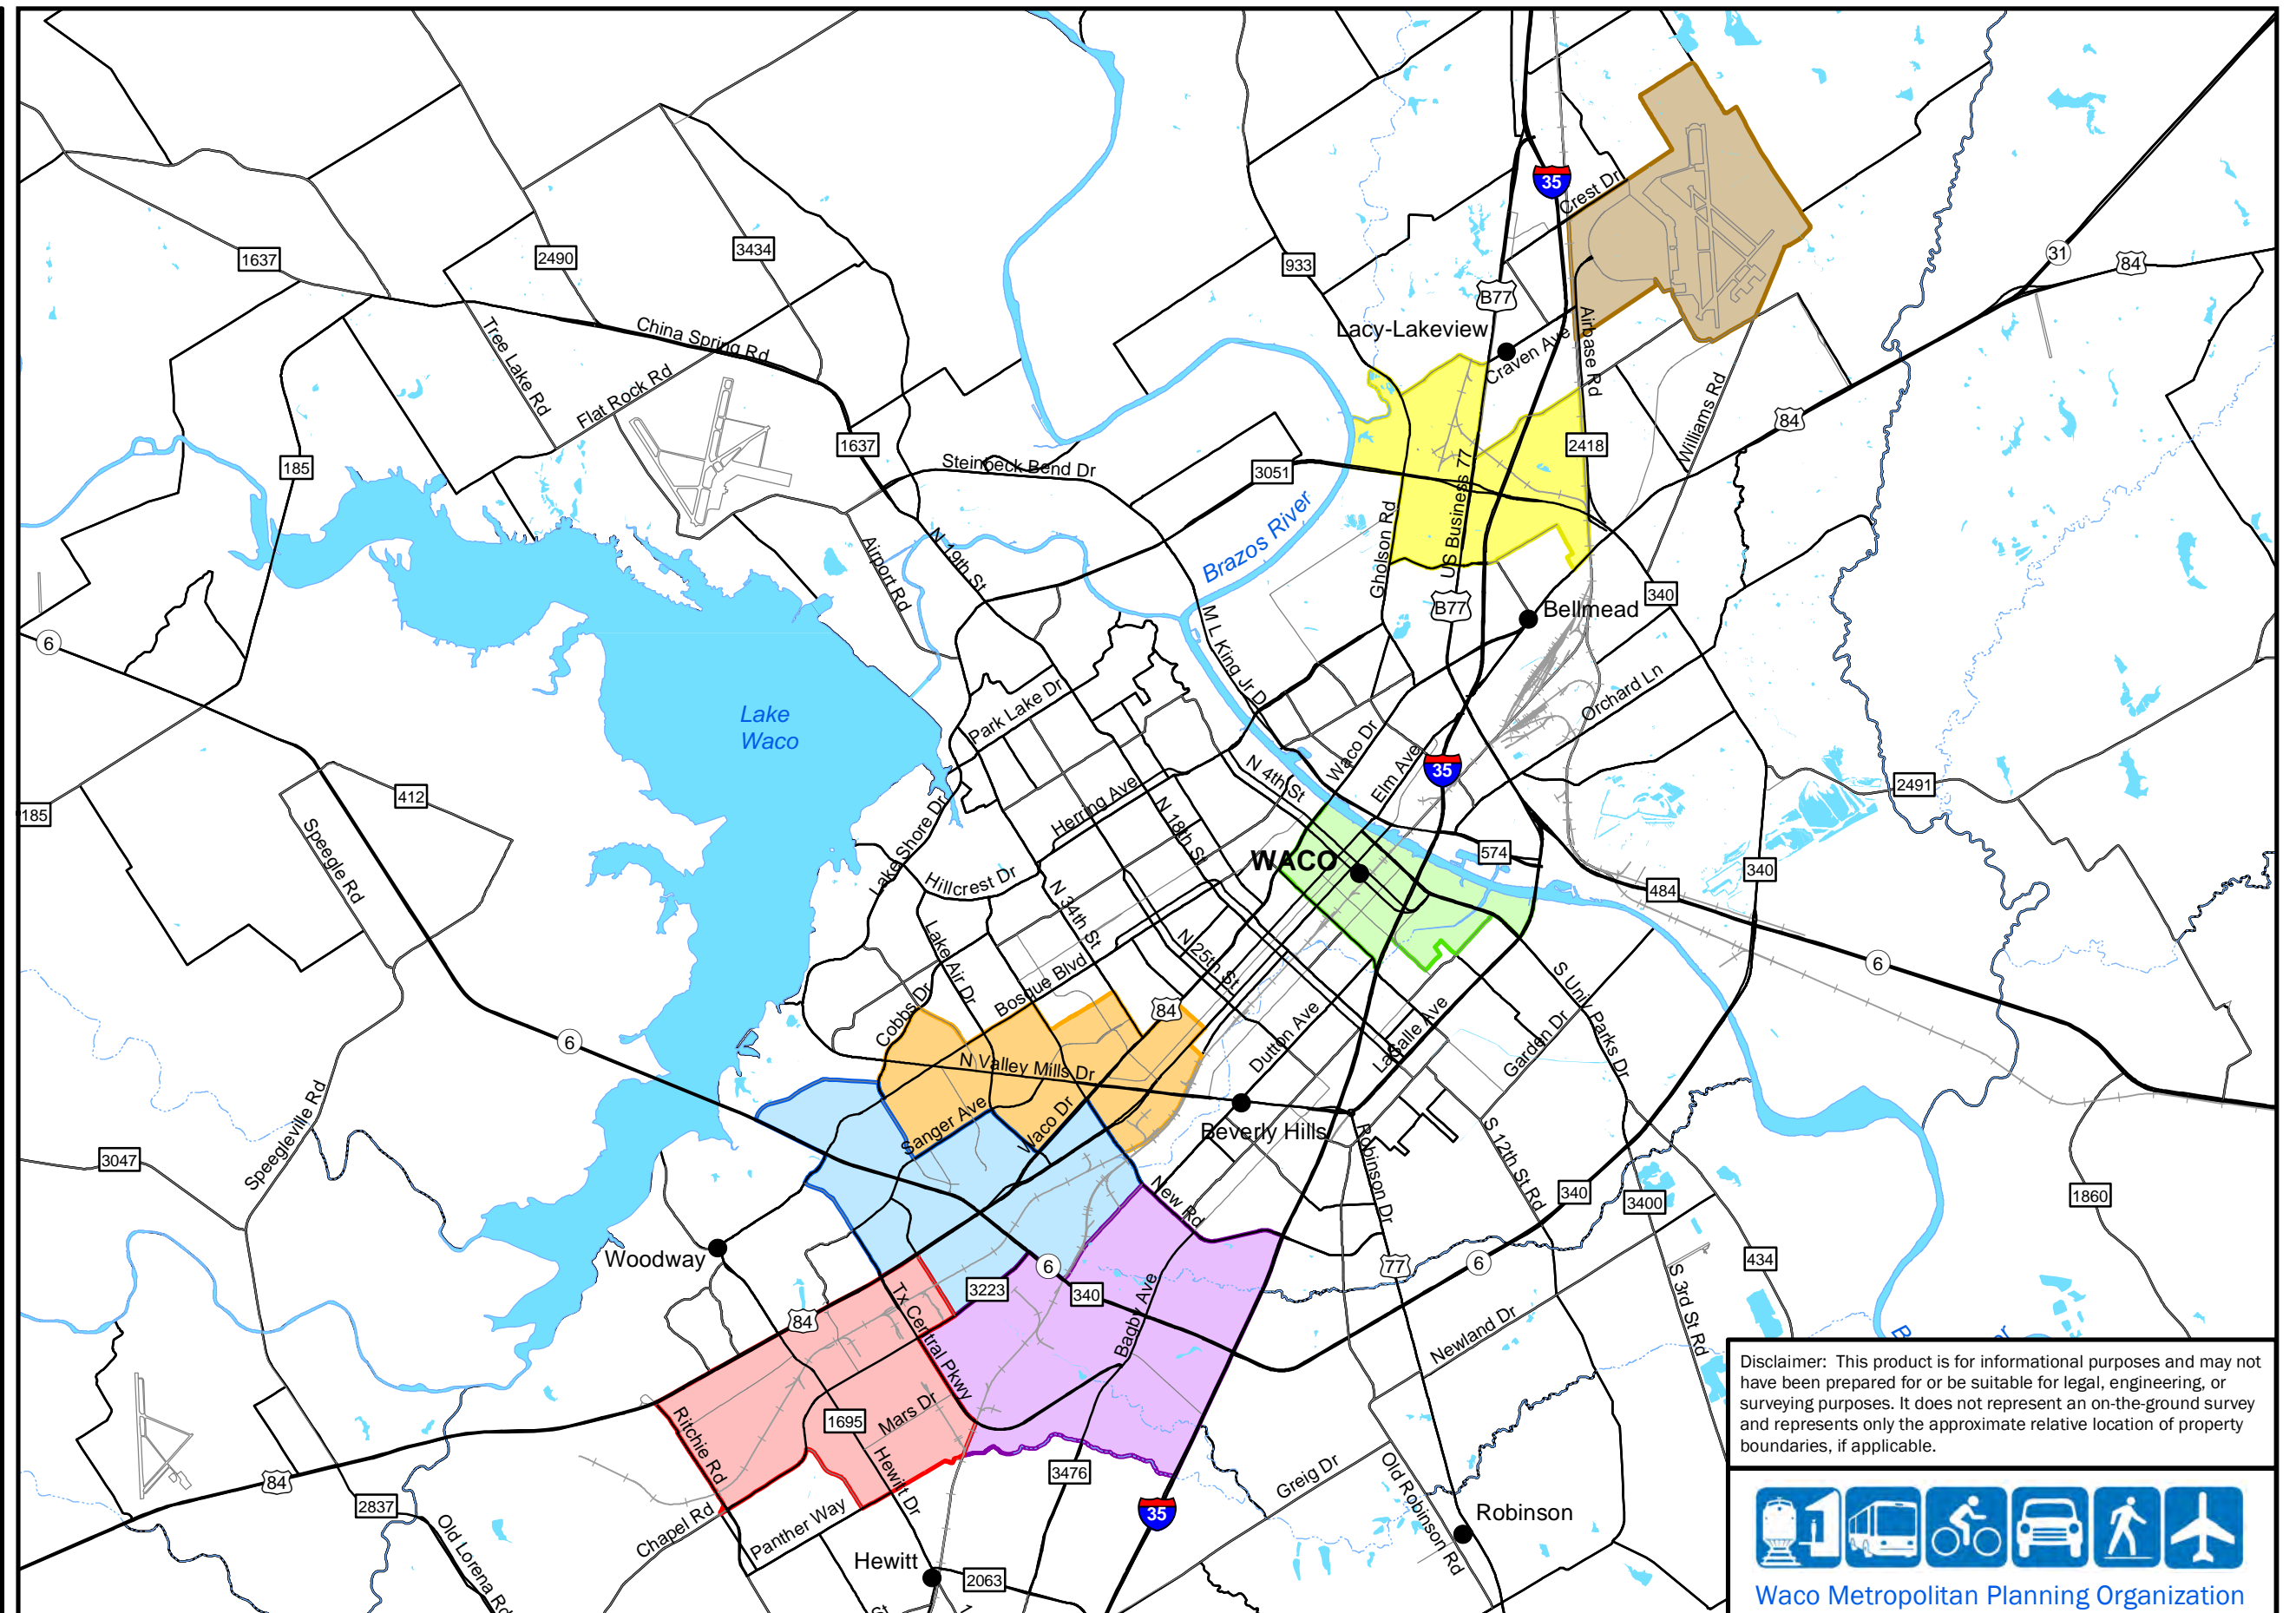 35
Crest Dr
1637
2490
3434
933
31
84
B77
Lacy-Lakeview
Craven Ave
Airbase Rd
China Spring Rd
Tree Lake Rd
Flat Rock Rd
Williams Rd
84
185
1637
Steinbeck Bend Dr
3051
2418
US Business 77
Gholson Rd
Brazos River
N 19th St
Airport Rd
B77
Bellmead
340
M L King Jr D
6
Orchard Ln
Park Lake Dr
Lake
Waco
Waco Dr
Elm Ave
35
N 4th St
2491
412
185
Herring Ave
N 18th St
Lake Shore Dr
Speegle Rd
WACO
574
340
484
Hillcrest Dr
N 34th St
Lake Air Dr
N 25th St
Bosque Blvd
6
S Univ Parks Dr
Cobbs Dr
84
Dutton Ave
LaSalle Ave
Garden Dr
6
N Valley Mills Dr
Sanger Ave
Waco Dr
Beverly Hills
Speegleville Rd
3047
Robinson Dr
S 12th St Rd
New Rd
340
3400
1860
Woodway
434
6
77
6
3223
340
Tx Central Pkwy
Bagby Ave
84
S 3rd St Rd
Newland Dr
Disclaimer: This product is for informational purposes and may not
have been prepared for or be suitable for legal, engineering, or
surveying purposes. It does not represent an on-the-ground survey
and represents only the approximate relative location of property
boundaries, if applicable.
1695
Mars Dr
Ritchie Rd
Hewitt Dr
3476
Greig Dr
Old Robinson Rd
84
2837
Old Lorena Rd
Chapel Rd
Panther Way
35
Robinson
Hewitt
2063
St
Waco Metropolitan Planning Organization